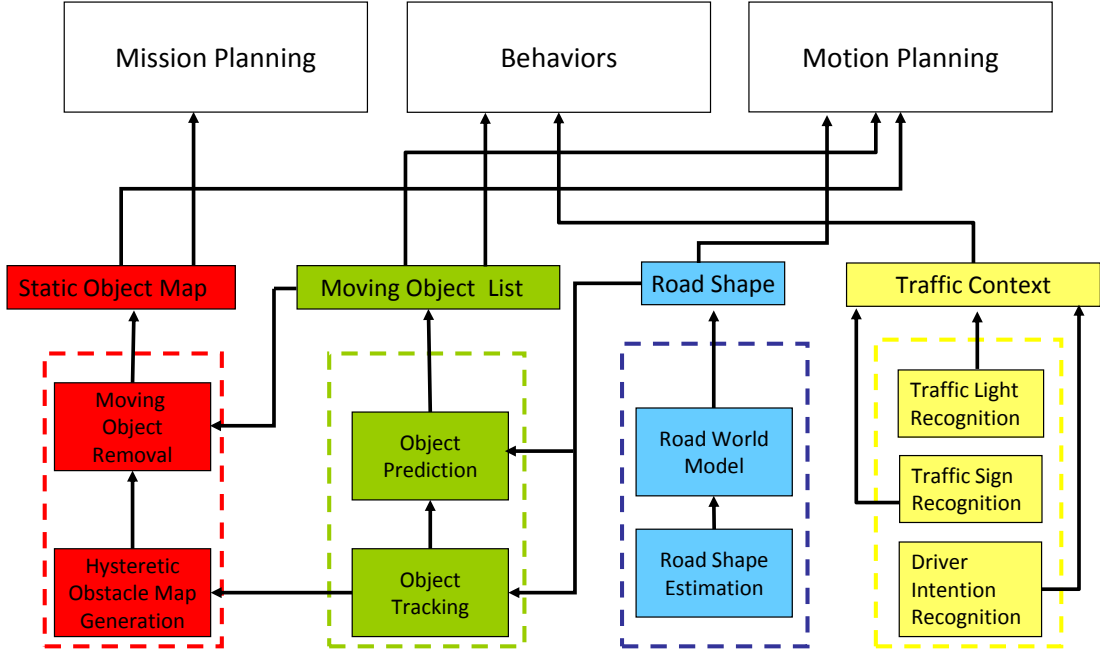 Mission Planning
Behaviors
Motion Planning
Static Object Map
Moving Object List
Road Shape
Traffic Context
Moving
Object
Removal
Hysteretic
Obstacle Map
Generation
Object
Prediction
Object
Tracking
Road World
Model
Road Shape
Estimation
Traffic Light
Recognition
Traffic Sign
Recognition
Driver
Intention
Recognition